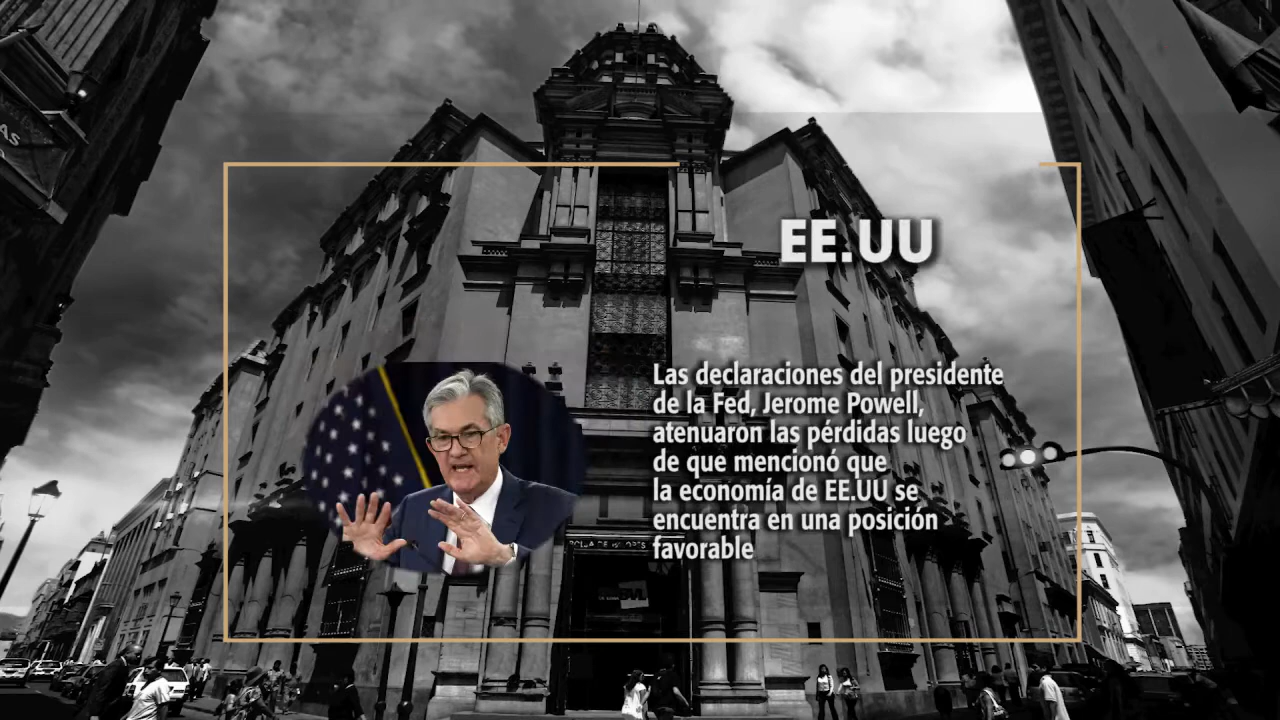 EE.UU
Las declaraciones del presidente
de la Fed, Jerome Powell,
atenuaron las pérdidas luego
de que mencionó que
la economía de EE.UU se
encuentra en una posición
favorable